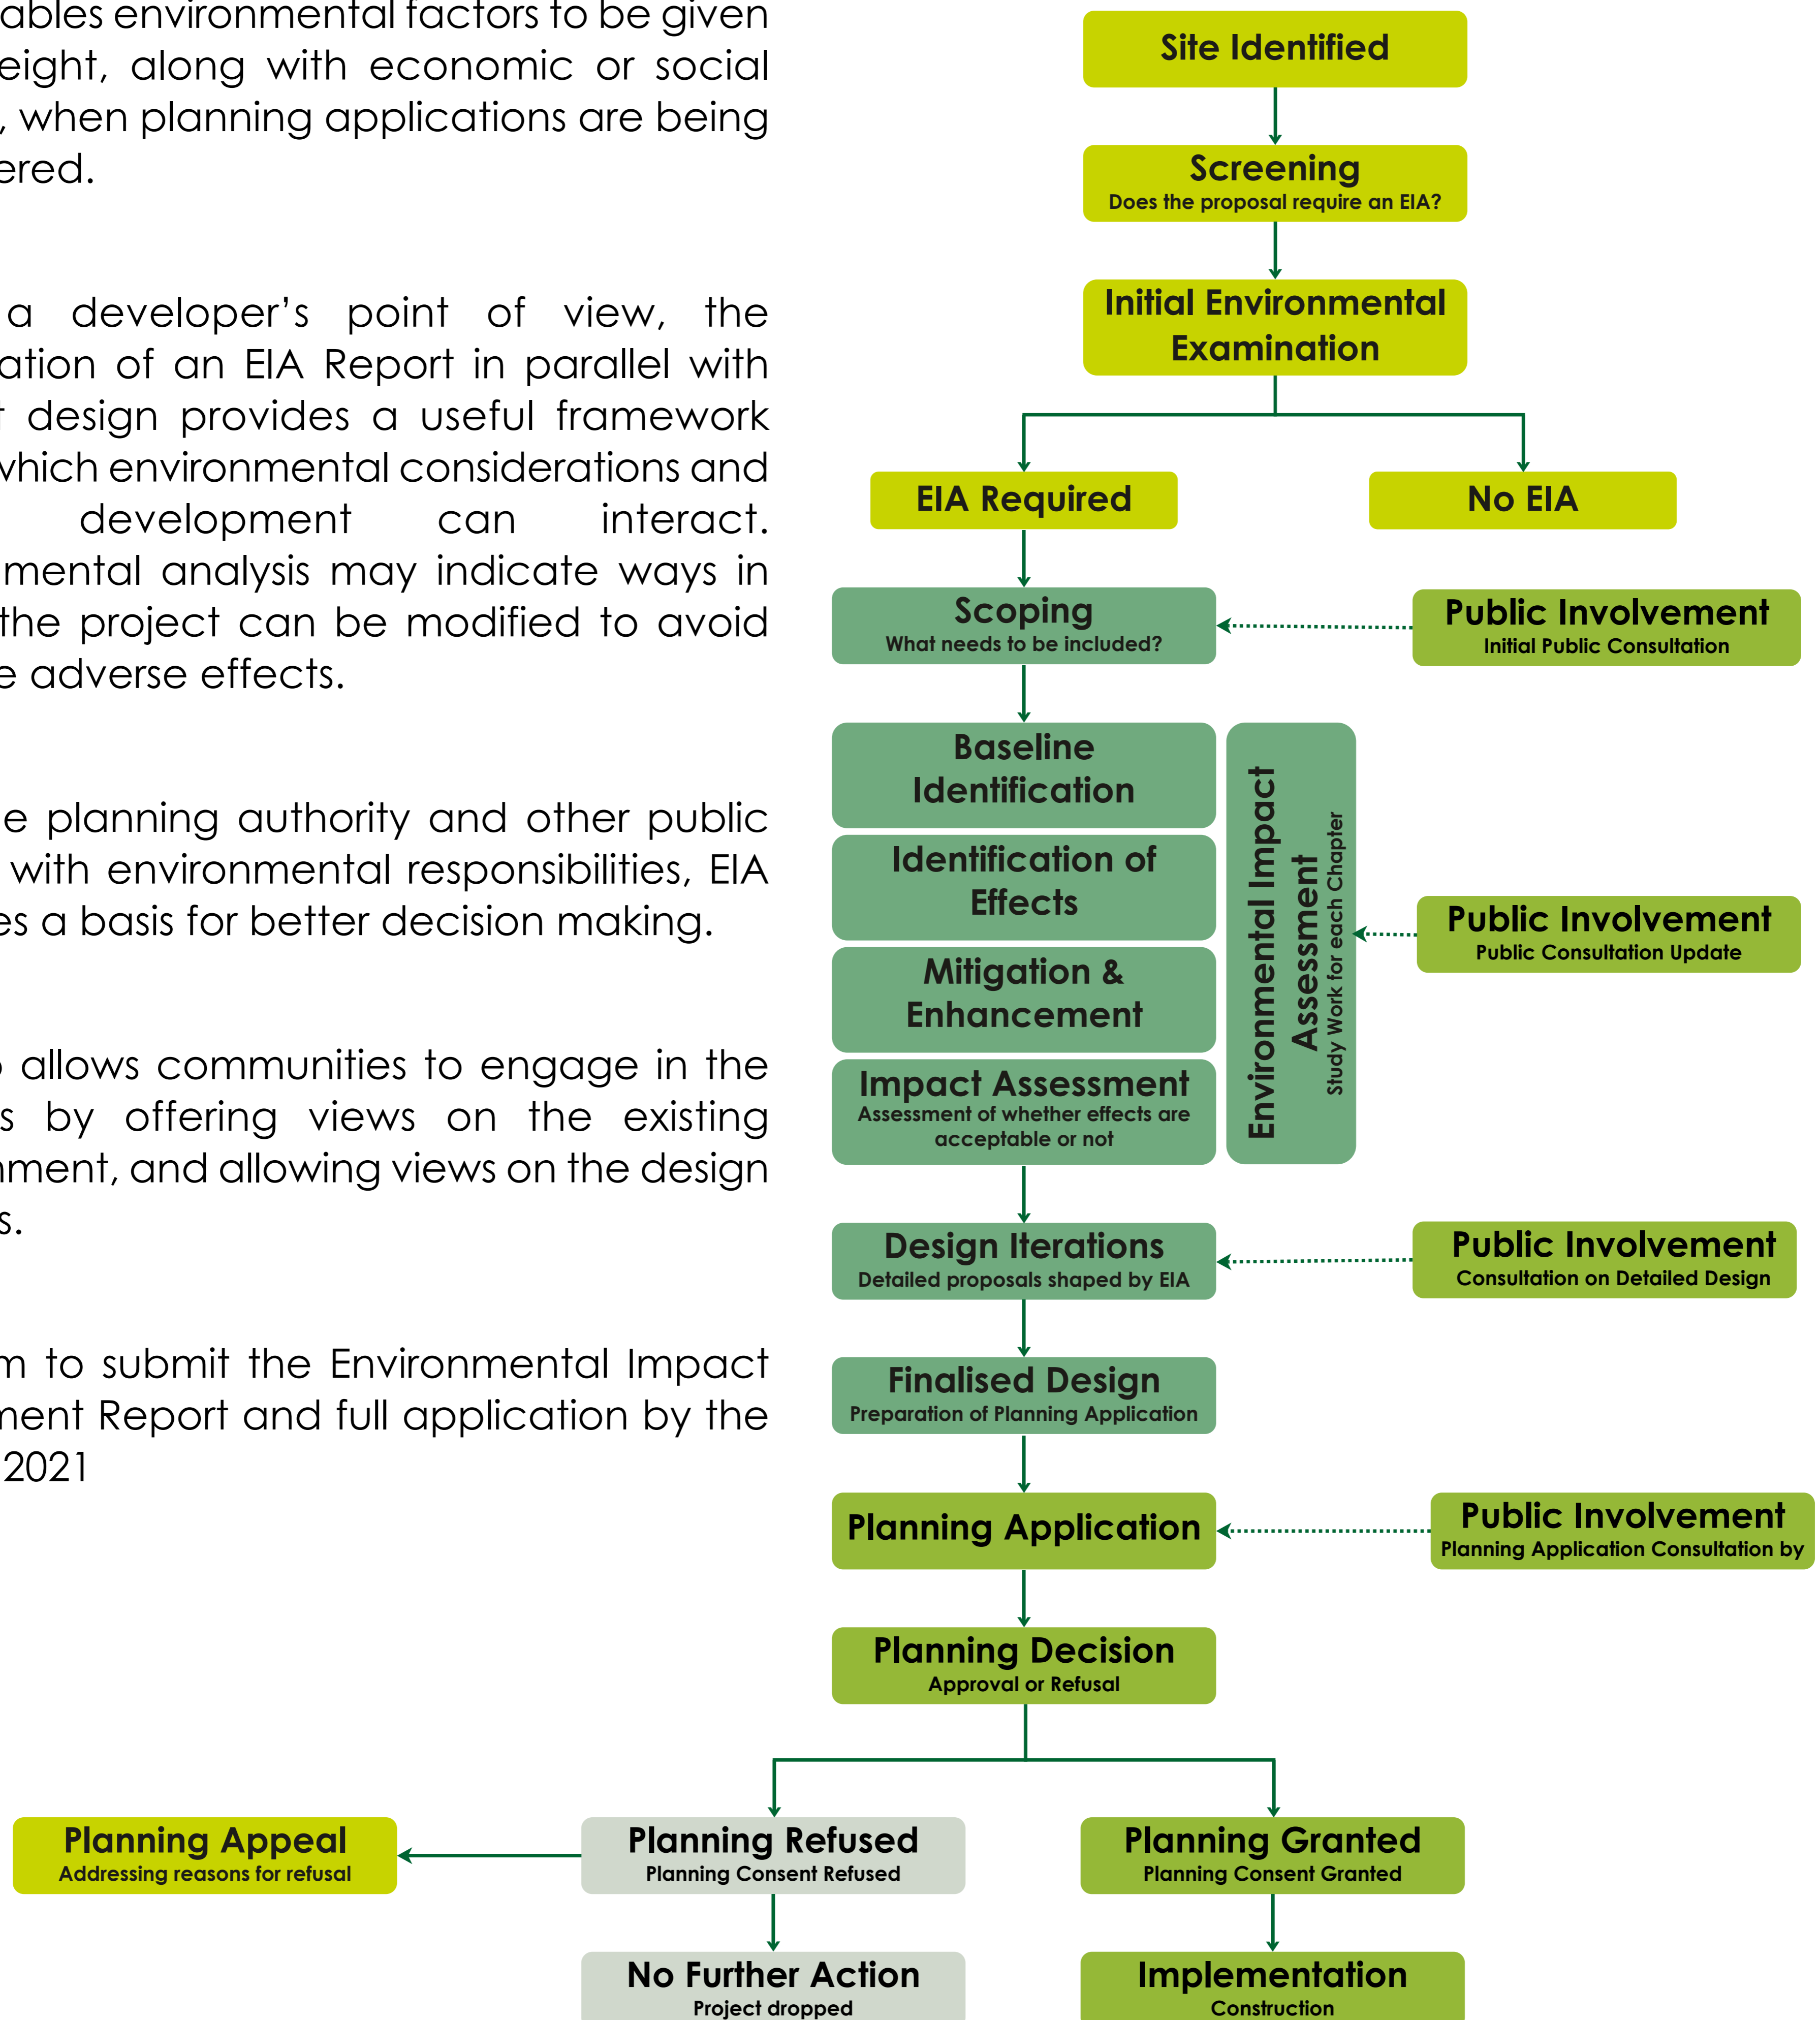 ables environmental factors to be given
eight, along with economic or social
, when planning applications are being
ered.
a developer's point of view, the
ation of an EIA Report in parallel with
t design provides a useful framework
which environmental considerations and
development can interact.
mental analysis may indicate ways in
the project can be modified to avoid
e adverse effects.
e planning authority and other public
with environmental responsibilities, EIA
es a basis for better decision making.
o allows communities to engage in the
s by offering views on the existing
nment, and allowing views on the design
s.
m to submit the Environmental Impact
ment Report and full application by the
2021
Site Identified
Screening
Does the proposal require an EIA?
Initial Environmental
Examination
EIA Required
No EIA
Scoping
What needs to be included?
Public Involvement
Initial Public Consultation
Baseline
Identification
Identification of
Effects
Mitigation &
Enhancement
Impact Assessment
Assessment of whether effects are
acceptable or not
Environmental Impact
Assessment
Study Work for each Chapter
Public Involvement
Public Consultation Update
Design Iterations
Detailed proposals shaped by EIA
Public Involvement
Consultation on Detailed Design
Finalised Design
Preparation of Planning Application
Planning Application
Public Involvement
Planning Application Consultation by
Planning Decision
Approval or Refusal
Planning Appeal
Addressing reasons for refusal
Planning Refused
Planning Consent Refused
Planning Granted
Planning Consent Granted
No Further Action
Project dropped
Implementation
Construction